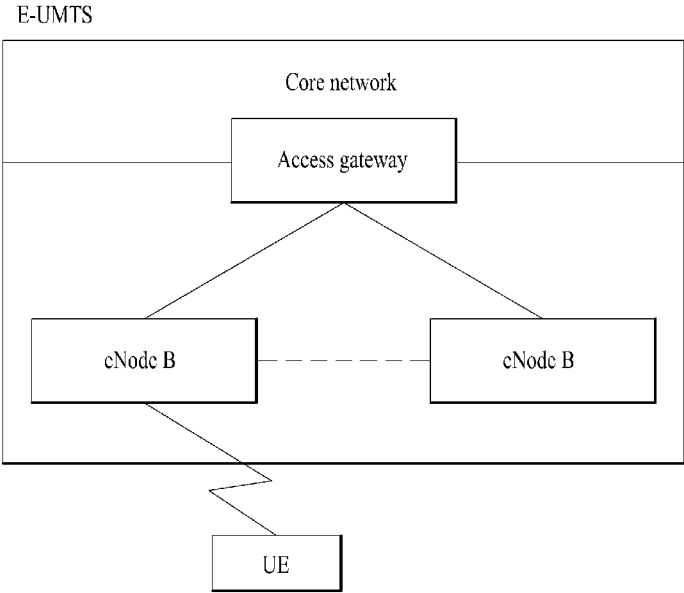 E-UMTS
Core network
Access gateway
eNode B
eNode B
UE